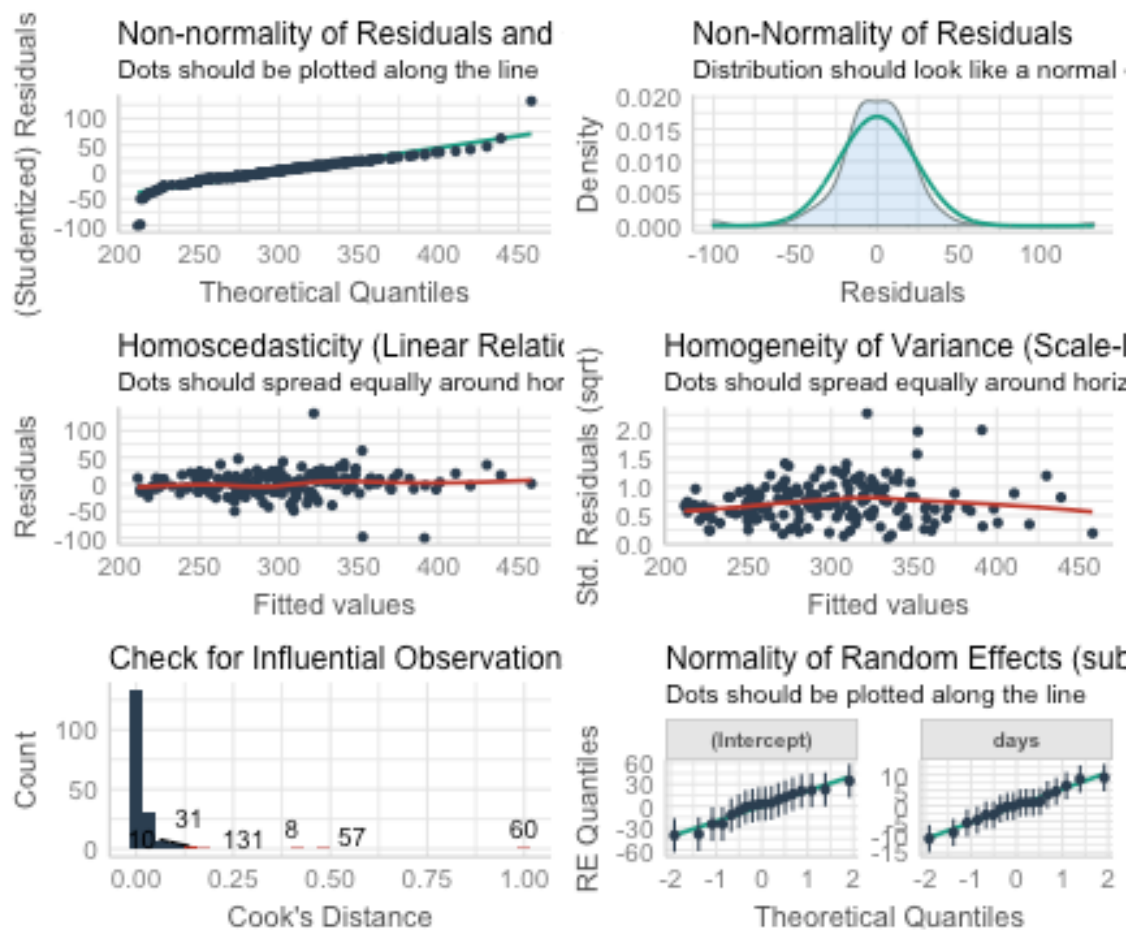 Non-normality of Residuals and
Dots should be plotted along the line
(Studentized) Residuals
100
50
0
-50
-100
200 250 300 350 400 450
Theoretical Quantiles
Non-Normality of Residuals
Distribution should look like a normal
Density
0.020
0.015
0.010
0.005
0.000
-100 -50 0 50 100
Residuals
Homoscedasticity (Linear Relatic
Dots should spread equally around hor
Residuals
100
50
0
-50
-100
200 250 300 350 400 450
Fitted values
Homogeneity of Variance (Scale-
Dots should spread equally around horiz
Std. Residuals (sqrt)
2.0
1.5
1.0
0.5
0.0
200 250 300 350 400 450
Fitted values
Check for Influential Observation
Count
100
50
0
10 31 131 8 57 60
0.00 0.25 0.50 0.75 1.00
Cook's Distance
Normality of Random Effects (sub
Dots should be plotted along the line
(Intercept) days
RE Quantiles
60
30
0
-30
-60
10
-15
-2 -1 0 1 2
-2 -1 0 1 2
Theoretical Quantiles